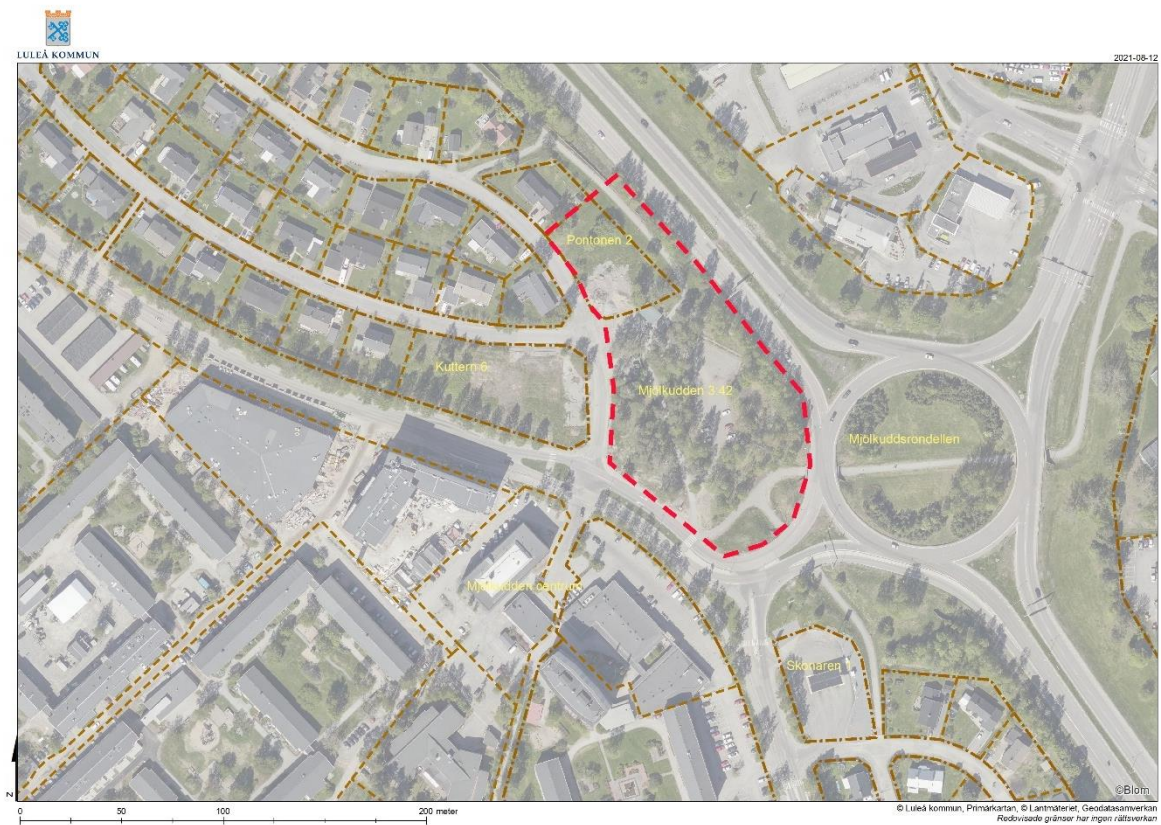 LULEÅ KOMMUN
2021-08-12
Pontonen 2
Kuttern 6
Mjölkudden 3:42
Mjölkuddsrondellen
Mjölkudden centrum
Skonaren 1
©Blom
N
0 50 100 200 meter
© Luleå kommun, Primärkartan, © Lantmäteriet, Geodatasamverkan
Redovisade gränser har ingen rättsverkan